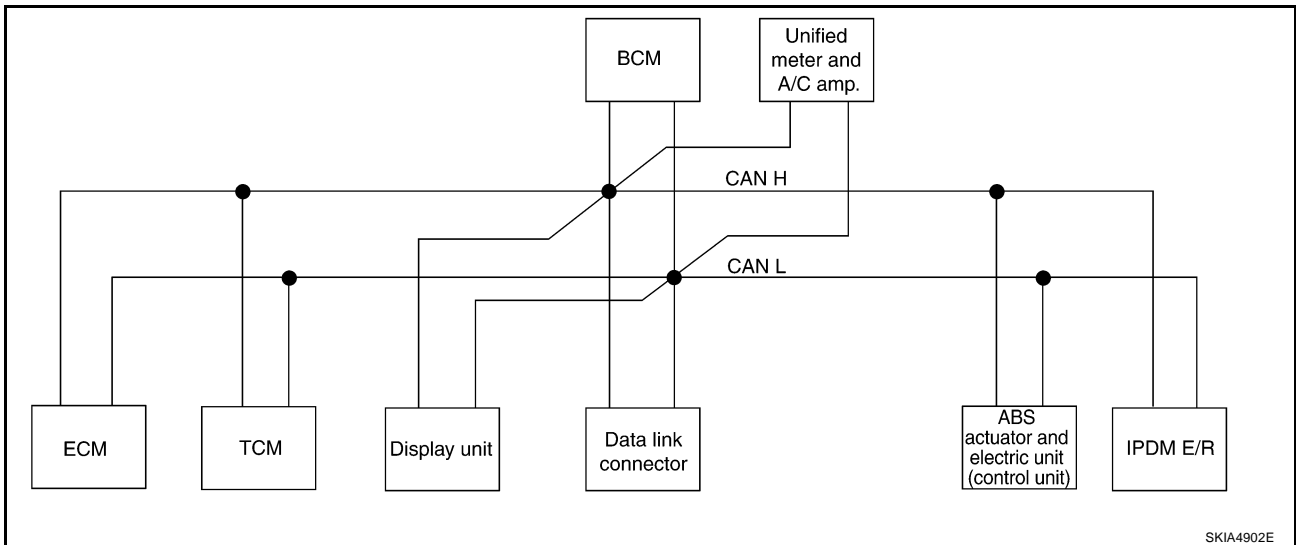 BCM
Unified
meter and
A/C amp.
CAN H
CAN L
ECM
TCM
Display unit
Data link
connector
ABS
actuator and
electric unit
(control unit)
IPDM E/R
SKIA4902E